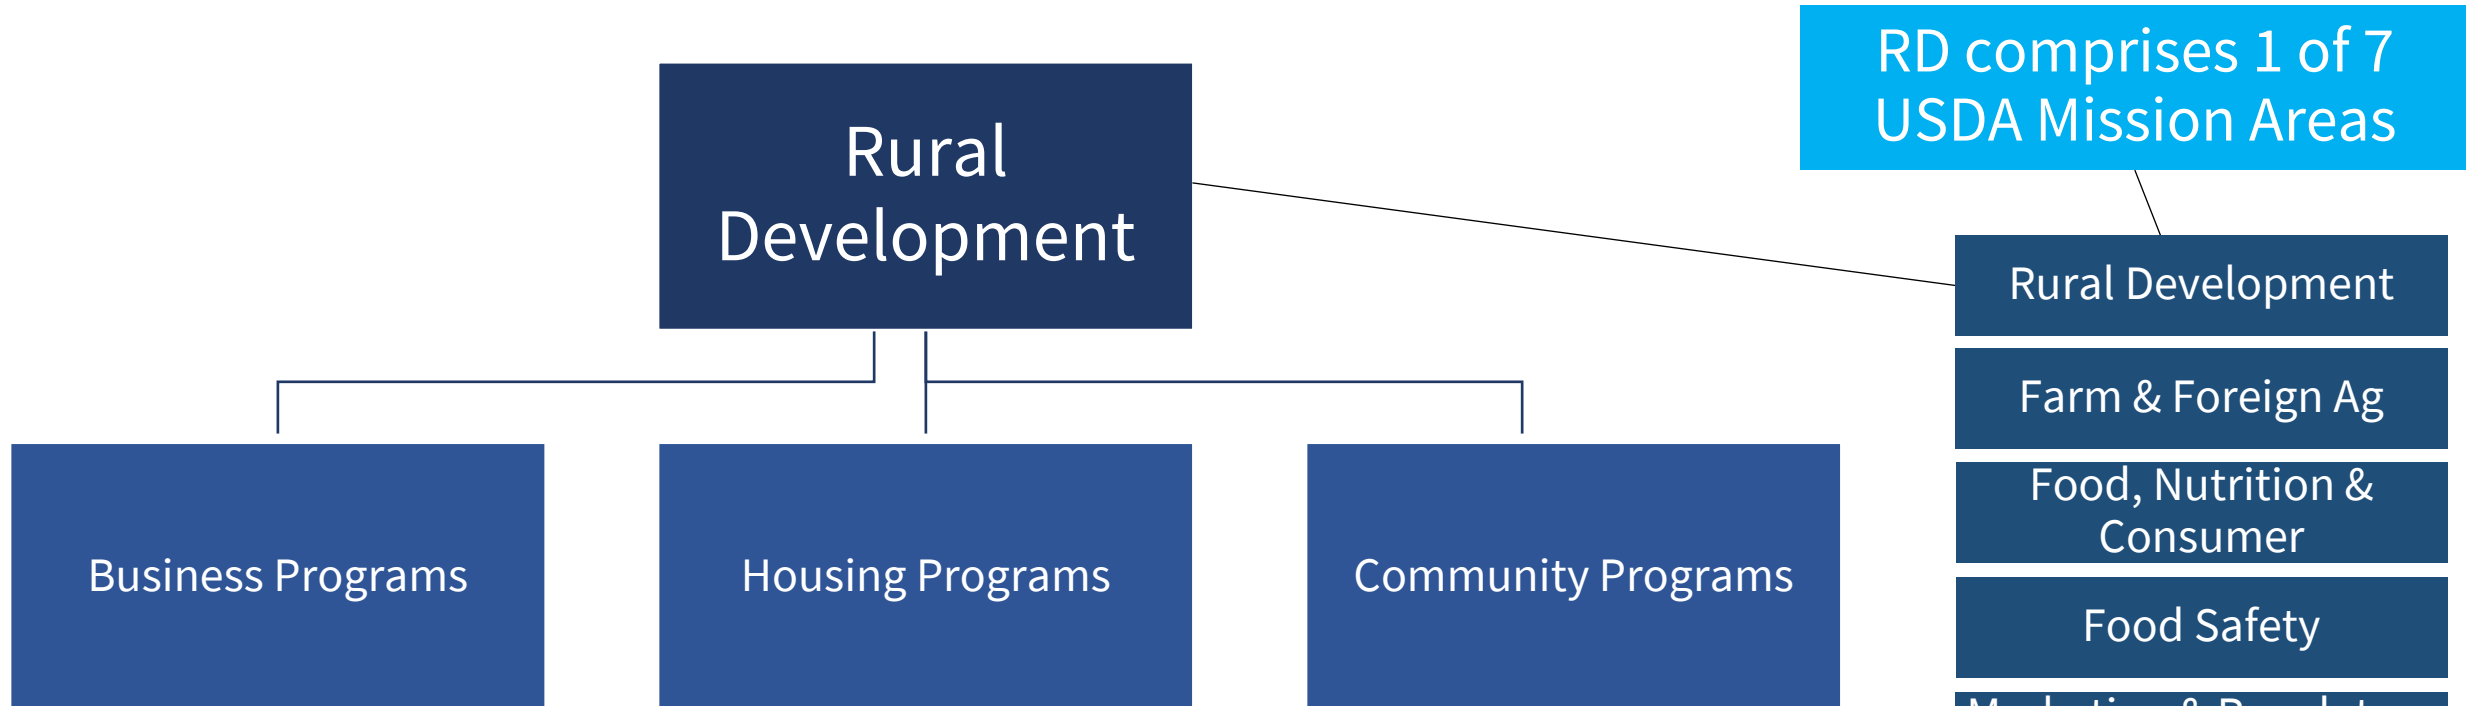 RD comprises 1 of 7
USDA Mission Areas
Rural
Development
Rural Development
Farm & Foreign Ag
Food, Nutrition &
Consumer
Business Programs
Housing Programs
Community Programs
Food Safety